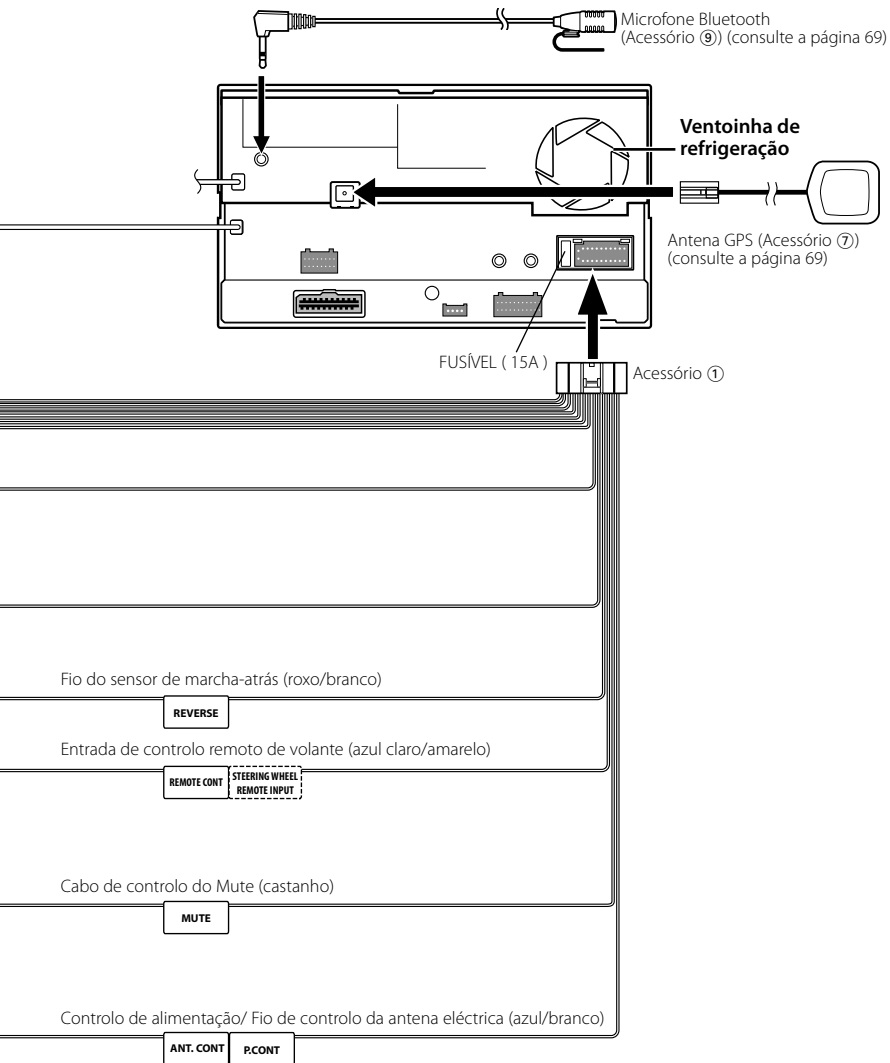 Microfone Bluetooth
(Acessório ⑨) (consulte a página 69)
Ventoinha de
refrigeração
Antena GPS (Acessório ⑦)
(consulte a página 69)
FUSÍVEL ( 15A )
Acessório ①
Fio do sensor de marcha-atrás (roxo/branco)
REVERSE
Entrada de controlo remoto de volante (azul claro/amarelo)
REMOTE CONT
STEERING WHEEL
REMOTE INPUT
Cabo de controlo do Mute (castanho)
MUTE
Controlo de alimentação/ Fio de controlo da antena eléctrica (azul/branco)
ANT. CONT
P.CONT